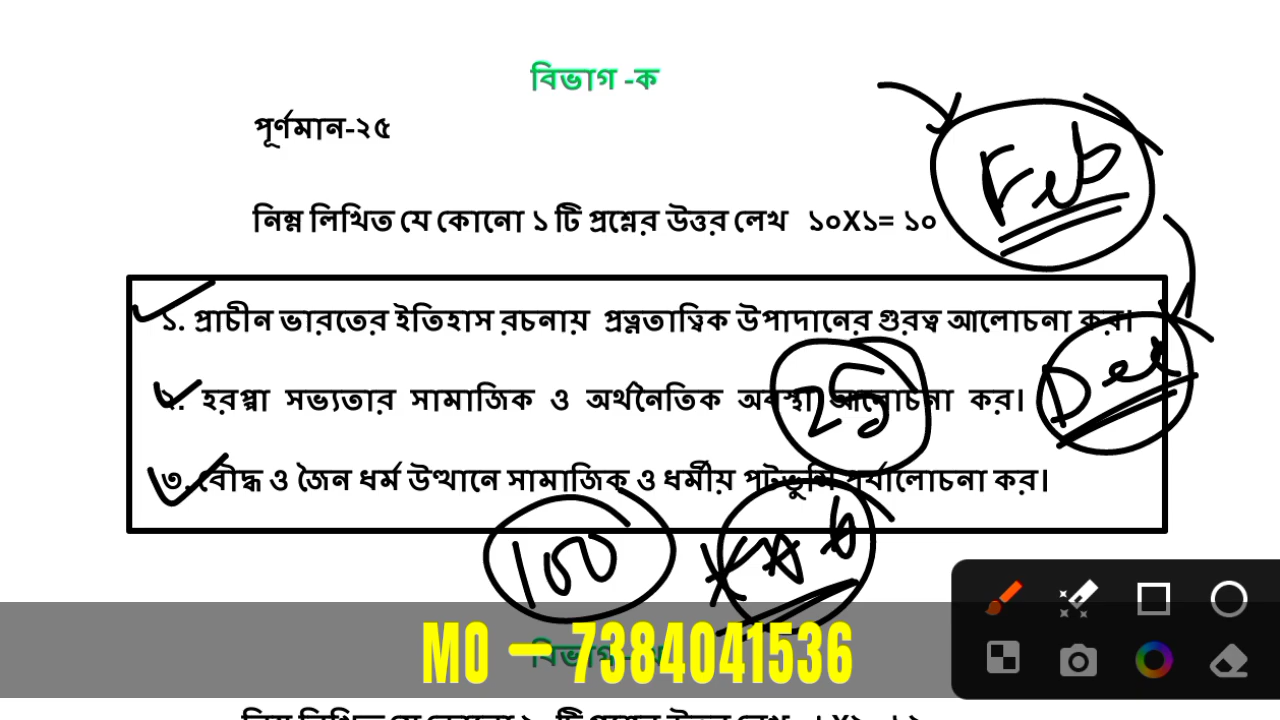 বিভাগ -ক
পূর্ণমান-২৫
Feb
নিম্ন লিখিত যে কোনো ১ টি প্রশ্নের উত্তর লেখ ১০X১= ১০
১. প্রাচীন ভারতের ইতিহাস রচনায় প্রত্নতাত্ত্বিক উপাদানের গুরত্ব আলোচনা কর।
২. হরপ্পা সভ্যতার সামাজিক ও অর্থনৈতিক অবস্থা আলোচনা কর।
25
৩. বৌদ্ধ ও জৈন ধর্ম উত্থানে সামাজিক ও ধর্মীয় পটভূমি পর্যালোচনা কর।
100
MO — 7384041536
বিভাগ -